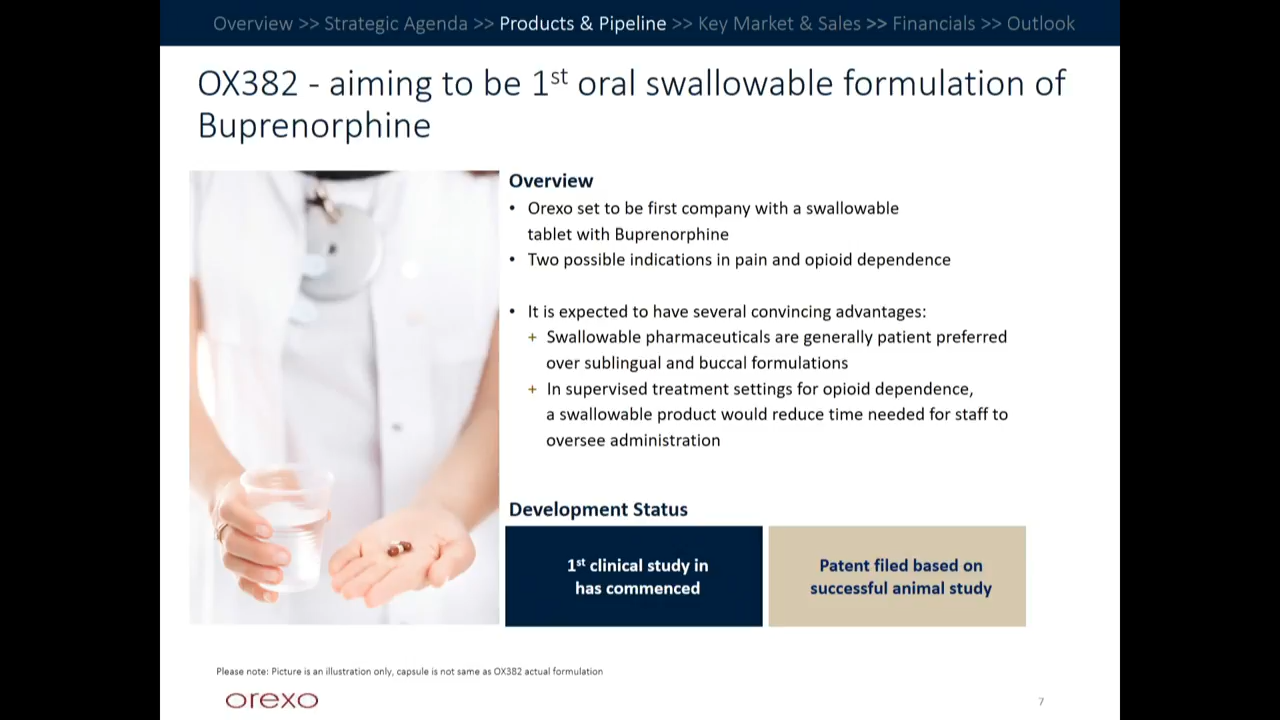 Overview >> Strategic Agenda >> Products & Pipeline >> Key Market & Sales >> Financials >> Outlook
OX382 - aiming to be 1st oral swallowable formulation of
Buprenorphine
Overview
• Orexo set to be first company with a swallowable
tablet with Buprenorphine
• Two possible indications in pain and opioid dependence
• It is expected to have several convincing advantages:
+ Swallowable pharmaceuticals are generally patient preferred
over sublingual and buccal formulations
+ In supervised treatment settings for opioid dependence,
a swallowable product would reduce time needed for staff to
oversee administration
Development Status
1st clinical study in
has commenced
Patent filed based on
successful animal study
Please note: Picture is an illustration only, capsule is not same as OX382 actual formulation
orexo
7